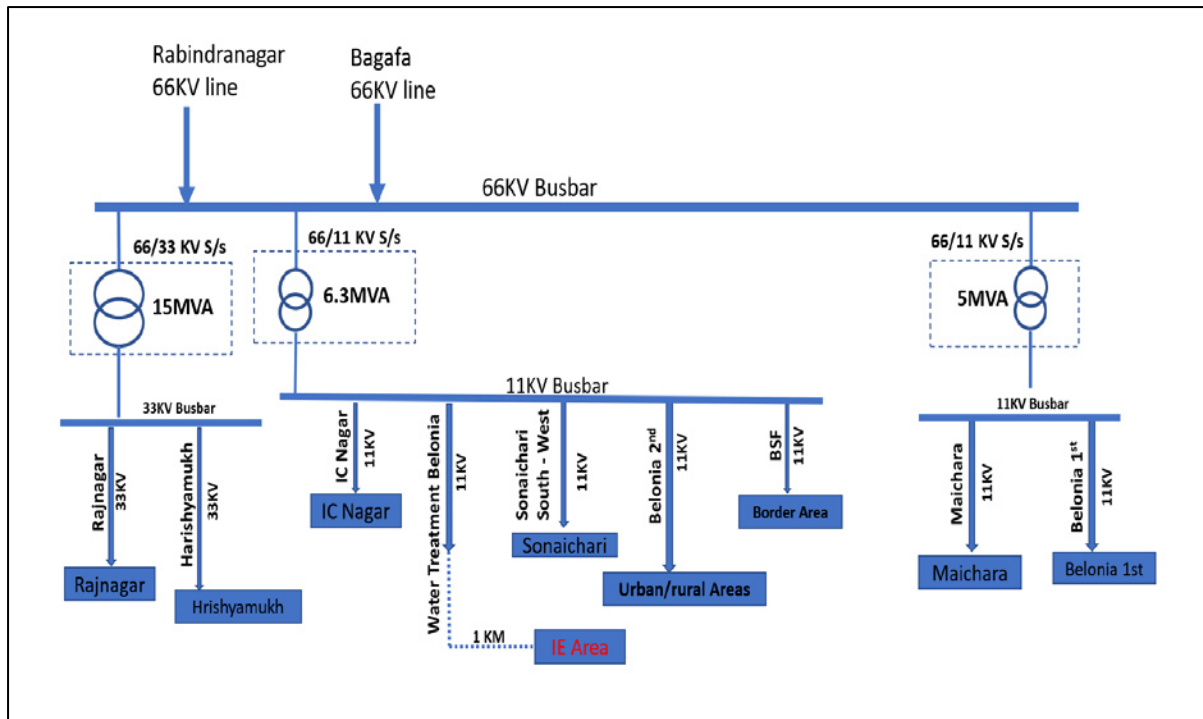 Rabindranagar
66KV line
Bagafa
66KV line
66KV Busbar
66/33 KV S/s
15MVA
66/11 KV S/s
6.3MVA
66/11 KV S/s
5MVA
33KV Busbar
11KV Busbar
11KV Busbar
Rajnagar
33KV
Harishyamukh
33KV
IC Nagar
11KV
Water Treatment Belonia
11KV
Sonaichari
South - West
11KV
Belonia 2nd
11KV
BSF
11KV
Maichara
11KV
Belonia 1st
11KV
Rajnagar
Hrishyamukh
IC Nagar
Sonaichari
Urban/rural Areas
Border Area
Maichara
Belonia 1st
1 KM
IE Area